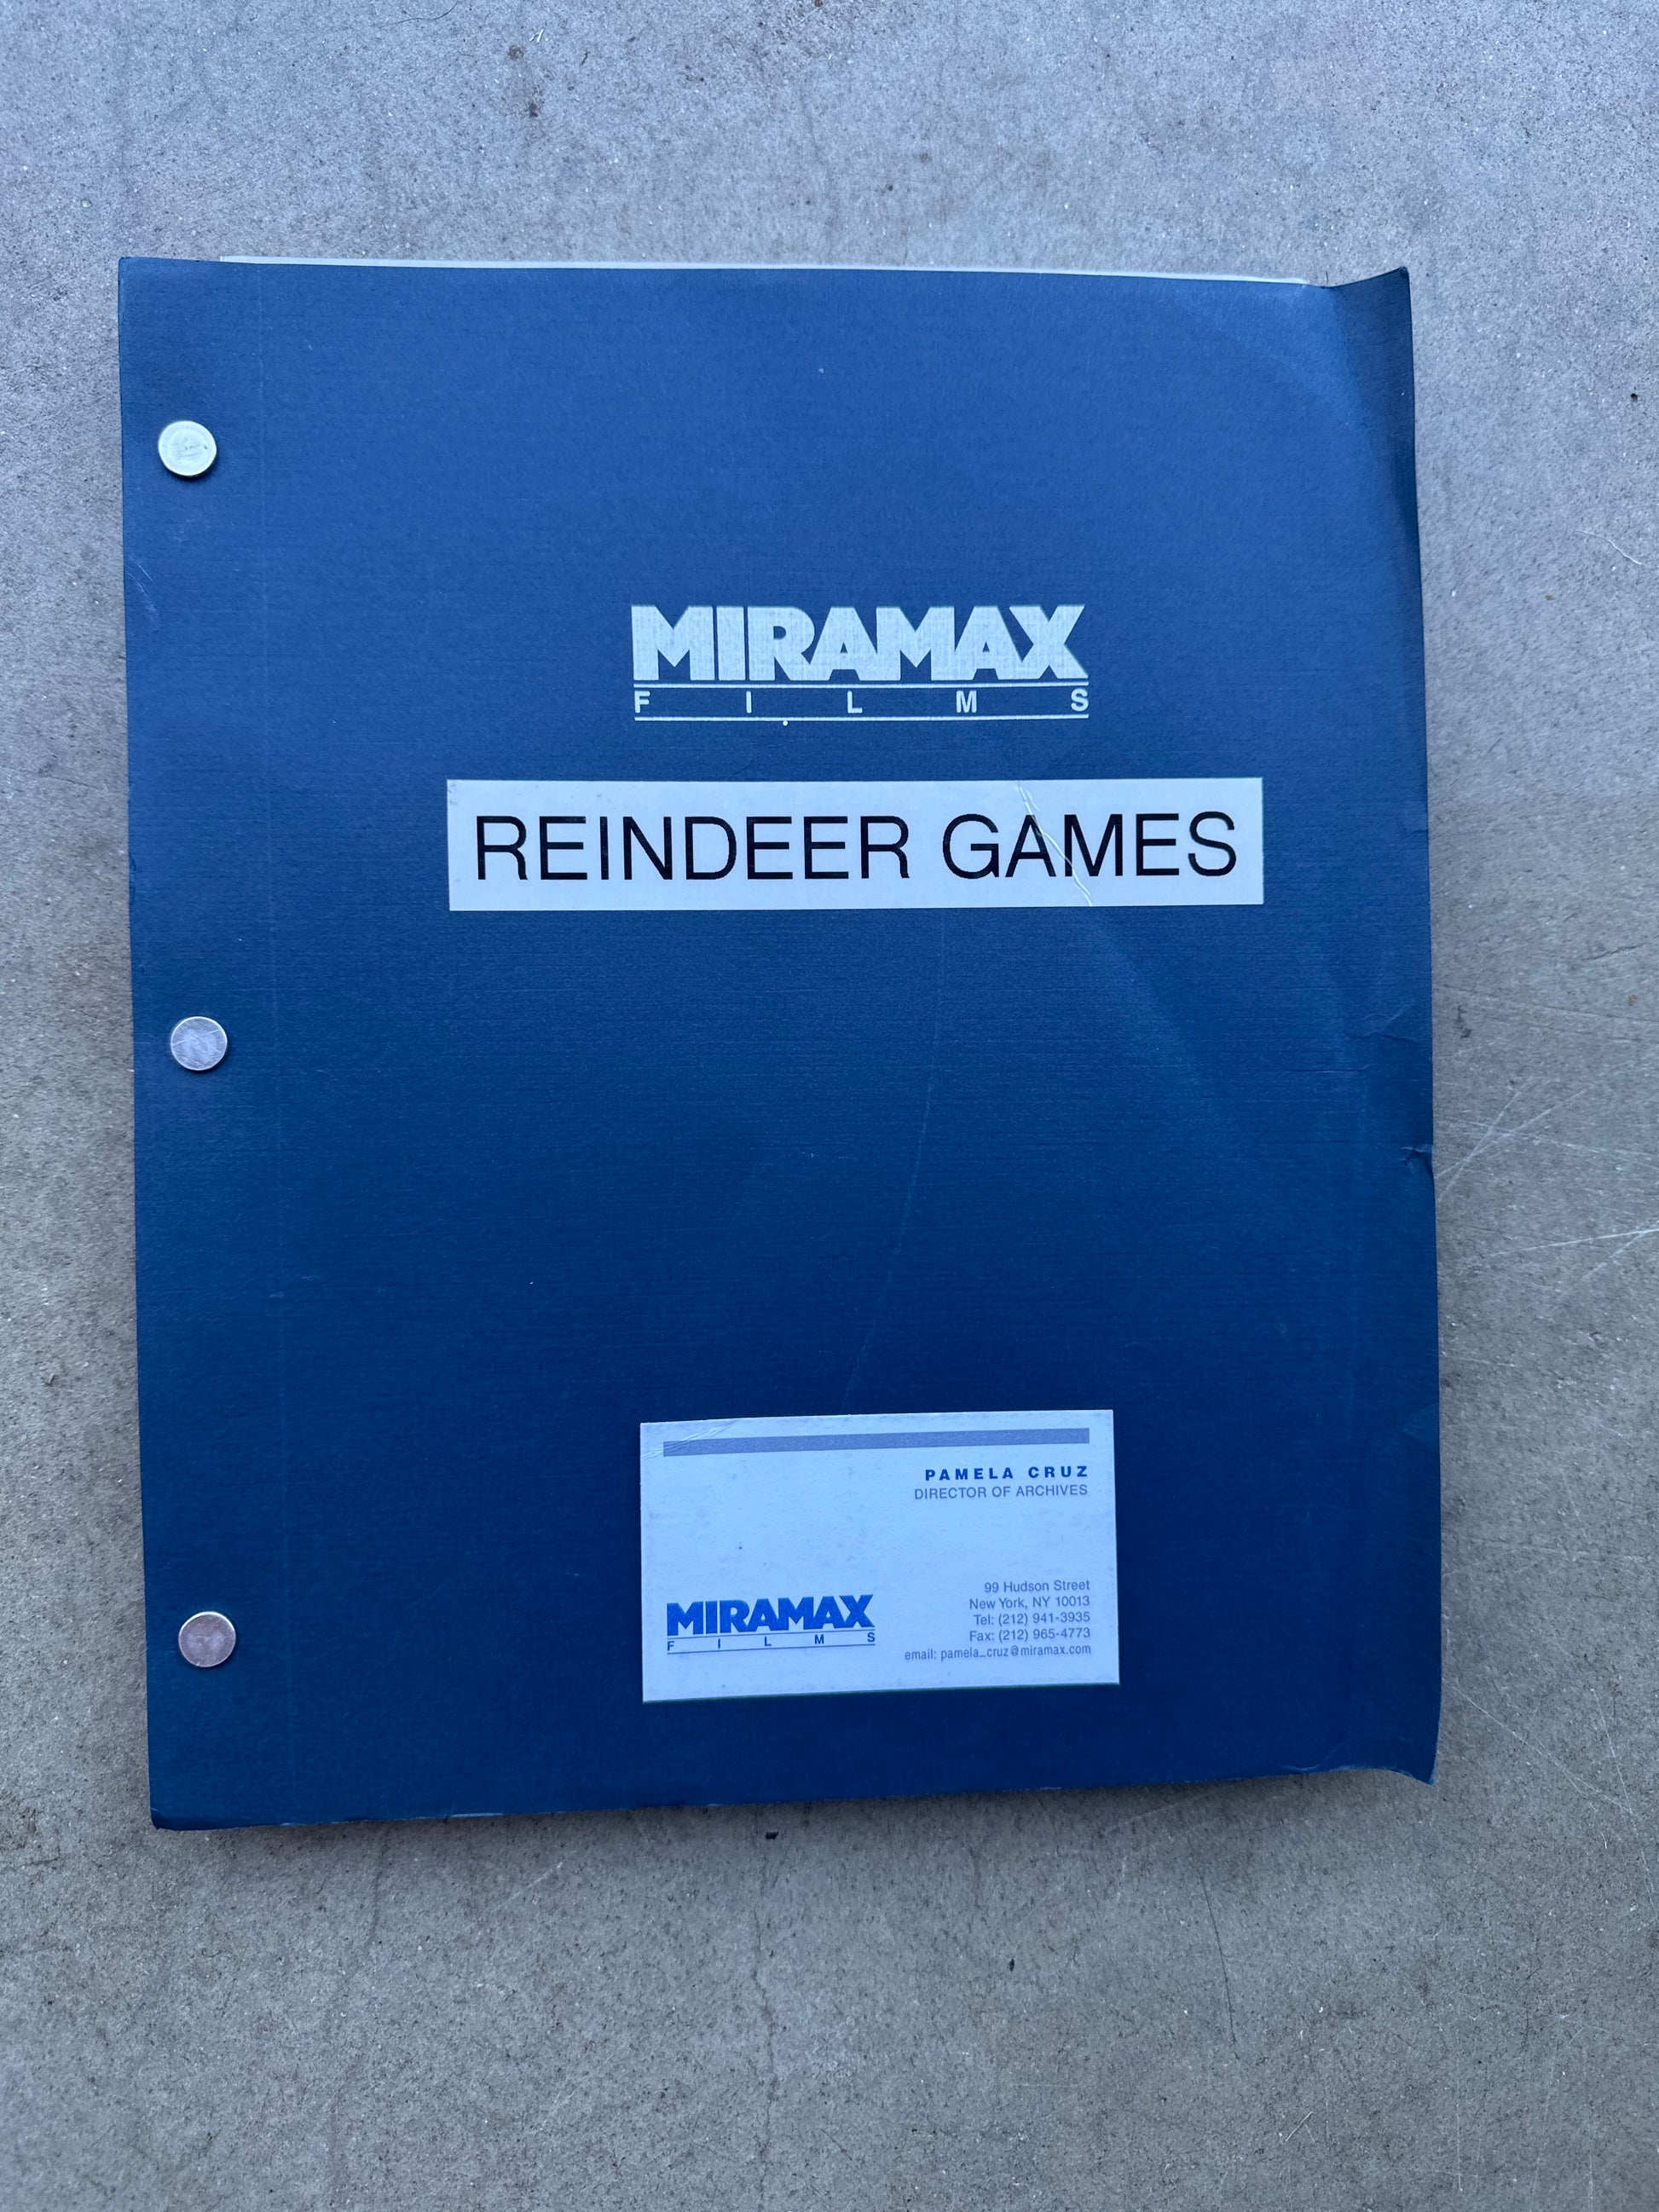 MIRAMAX
FILMS
REINDEER GAMES
PAMELA CRUZ
DIRECTOR OF ARCHIVES
99 Hudson Street
New York, NY 10013
Tel: (212) 941-3935
Fax: (212) 965-4773
email: pamela_cruz@miramax.com
MIRAMAX
FILMS